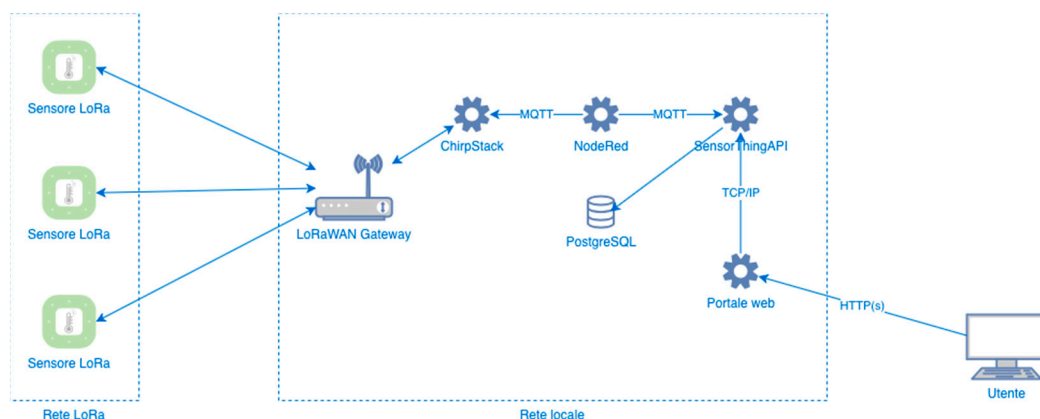 Sensore LoRa
ChirpStack
MQTT
NodeRed
MQTT
SensorThingAPI
TCP/IP
Sensore LoRa
LoRaWAN Gateway
PostgreSQL
Portale web
HTTP(s)
Sensore LoRa
Utente
Rete LoRa
Rete locale